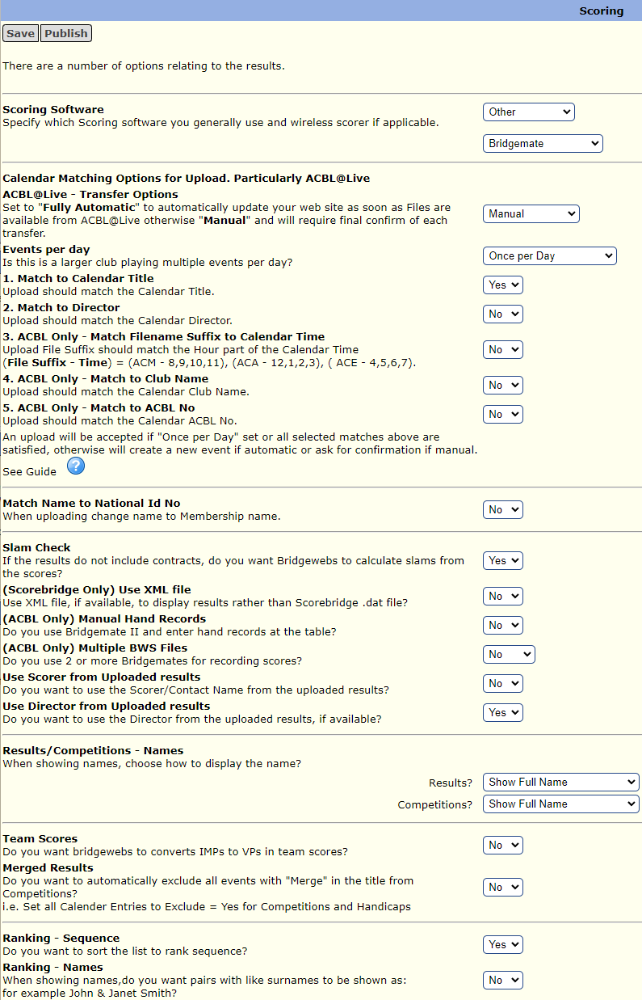 Scoring
Save Publish
There are a number of options relating to the results.
Scoring Software
Specify which Scoring software you generally use and wireless scorer if applicable.
Other
Bridgemate
Calendar Matching Options for Upload. Particularly ACBL@Live
ACBL@Live - Transfer Options
Set to "Fully Automatic" to automatically update your web site as soon as Files are
available from ACBL@Live otherwise "Manual" and will require final confirm of each
transfer.
Manual
Events per day
Is this is a larger club playing multiple events per day?
Once per Day
1. Match to Calendar Title
Upload should match the Calendar Title.
Yes
2. Match to Director
Upload should match the Calendar Director.
No
3. ACBL Only - Match Filename Suffix to Calendar Time
Upload File Suffix should match the Hour part of the Calendar Time
(File Suffix - Time) = (ACM - 8,9,10,11), (ACA - 12,1,2,3), ( ACE - 4,5,6,7).
No
4. ACBL Only - Match to Club Name
Upload should match the Calendar Club Name.
No
5. ACBL Only - Match to ACBL No
Upload should match the Calendar ACBL No.
No
An upload will be accepted if "Once per Day" set or all selected matches above are
satisfied, otherwise will create a new event if automatic or ask for confirmation if manual.
See Guide ?
Match Name to National Id No
When uploading change name to Membership name.
No
Slam Check
If the results do not include contracts, do you want Bridgewebs to calculate slams from
the scores?
Yes
(Scorebridge Only) Use XML file
Use XML file, if available, to display results rather than Scorebridge .dat file?
No
(ACBL Only) Manual Hand Records
Do you use Bridgemate II and enter hand records at the table?
No
(ACBL Only) Multiple BWS Files
Do you use 2 or more Bridgemates for recording scores?
No
Use Scorer from Uploaded results
Do you want to use the Scorer/Contact Name from the uploaded results?
No
Use Director from Uploaded results
Do you want to use the Director from the uploaded results, if available?
Yes
Results/Competitions - Names
When showing names, choose how to display the name?
Results? Show Full Name
Competitions? Show Full Name
Team Scores
Do you want bridgewebs to converts IMPs to VPs in team scores?
No
Merged Results
Do you want to automatically exclude all events with "Merge" in the title from
Competitions?
i.e. Set all Calender Entries to Exclude = Yes for Competitions and Handicaps
No
Ranking - Sequence
Do you want to sort the list to rank sequence?
Yes
Ranking - Names
When showing names,do you want pairs with like surnames to be shown as:
for example John & Janet Smith?
No